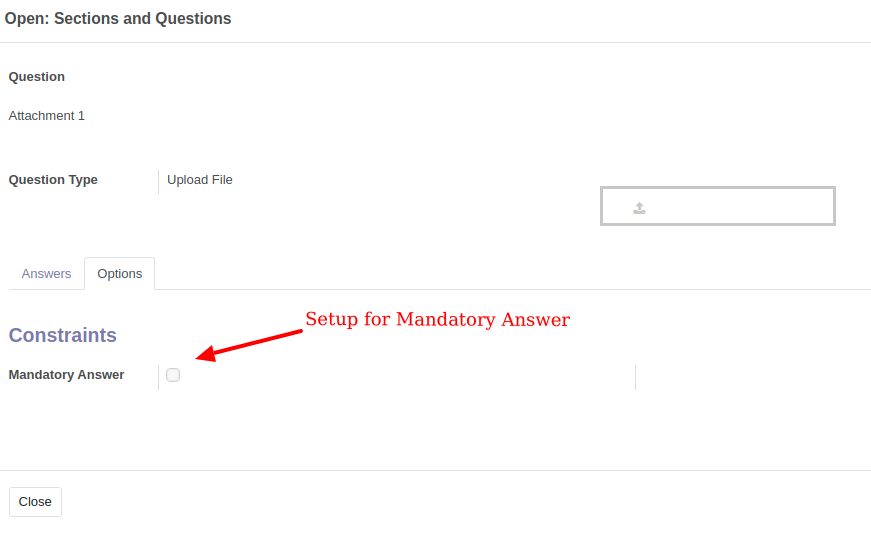 Open: Sections and Questions
Question
Attachment 1
Question Type
Upload File
Answers
Options
Setup for Mandatory Answer
Constraints
Mandatory Answer
Close